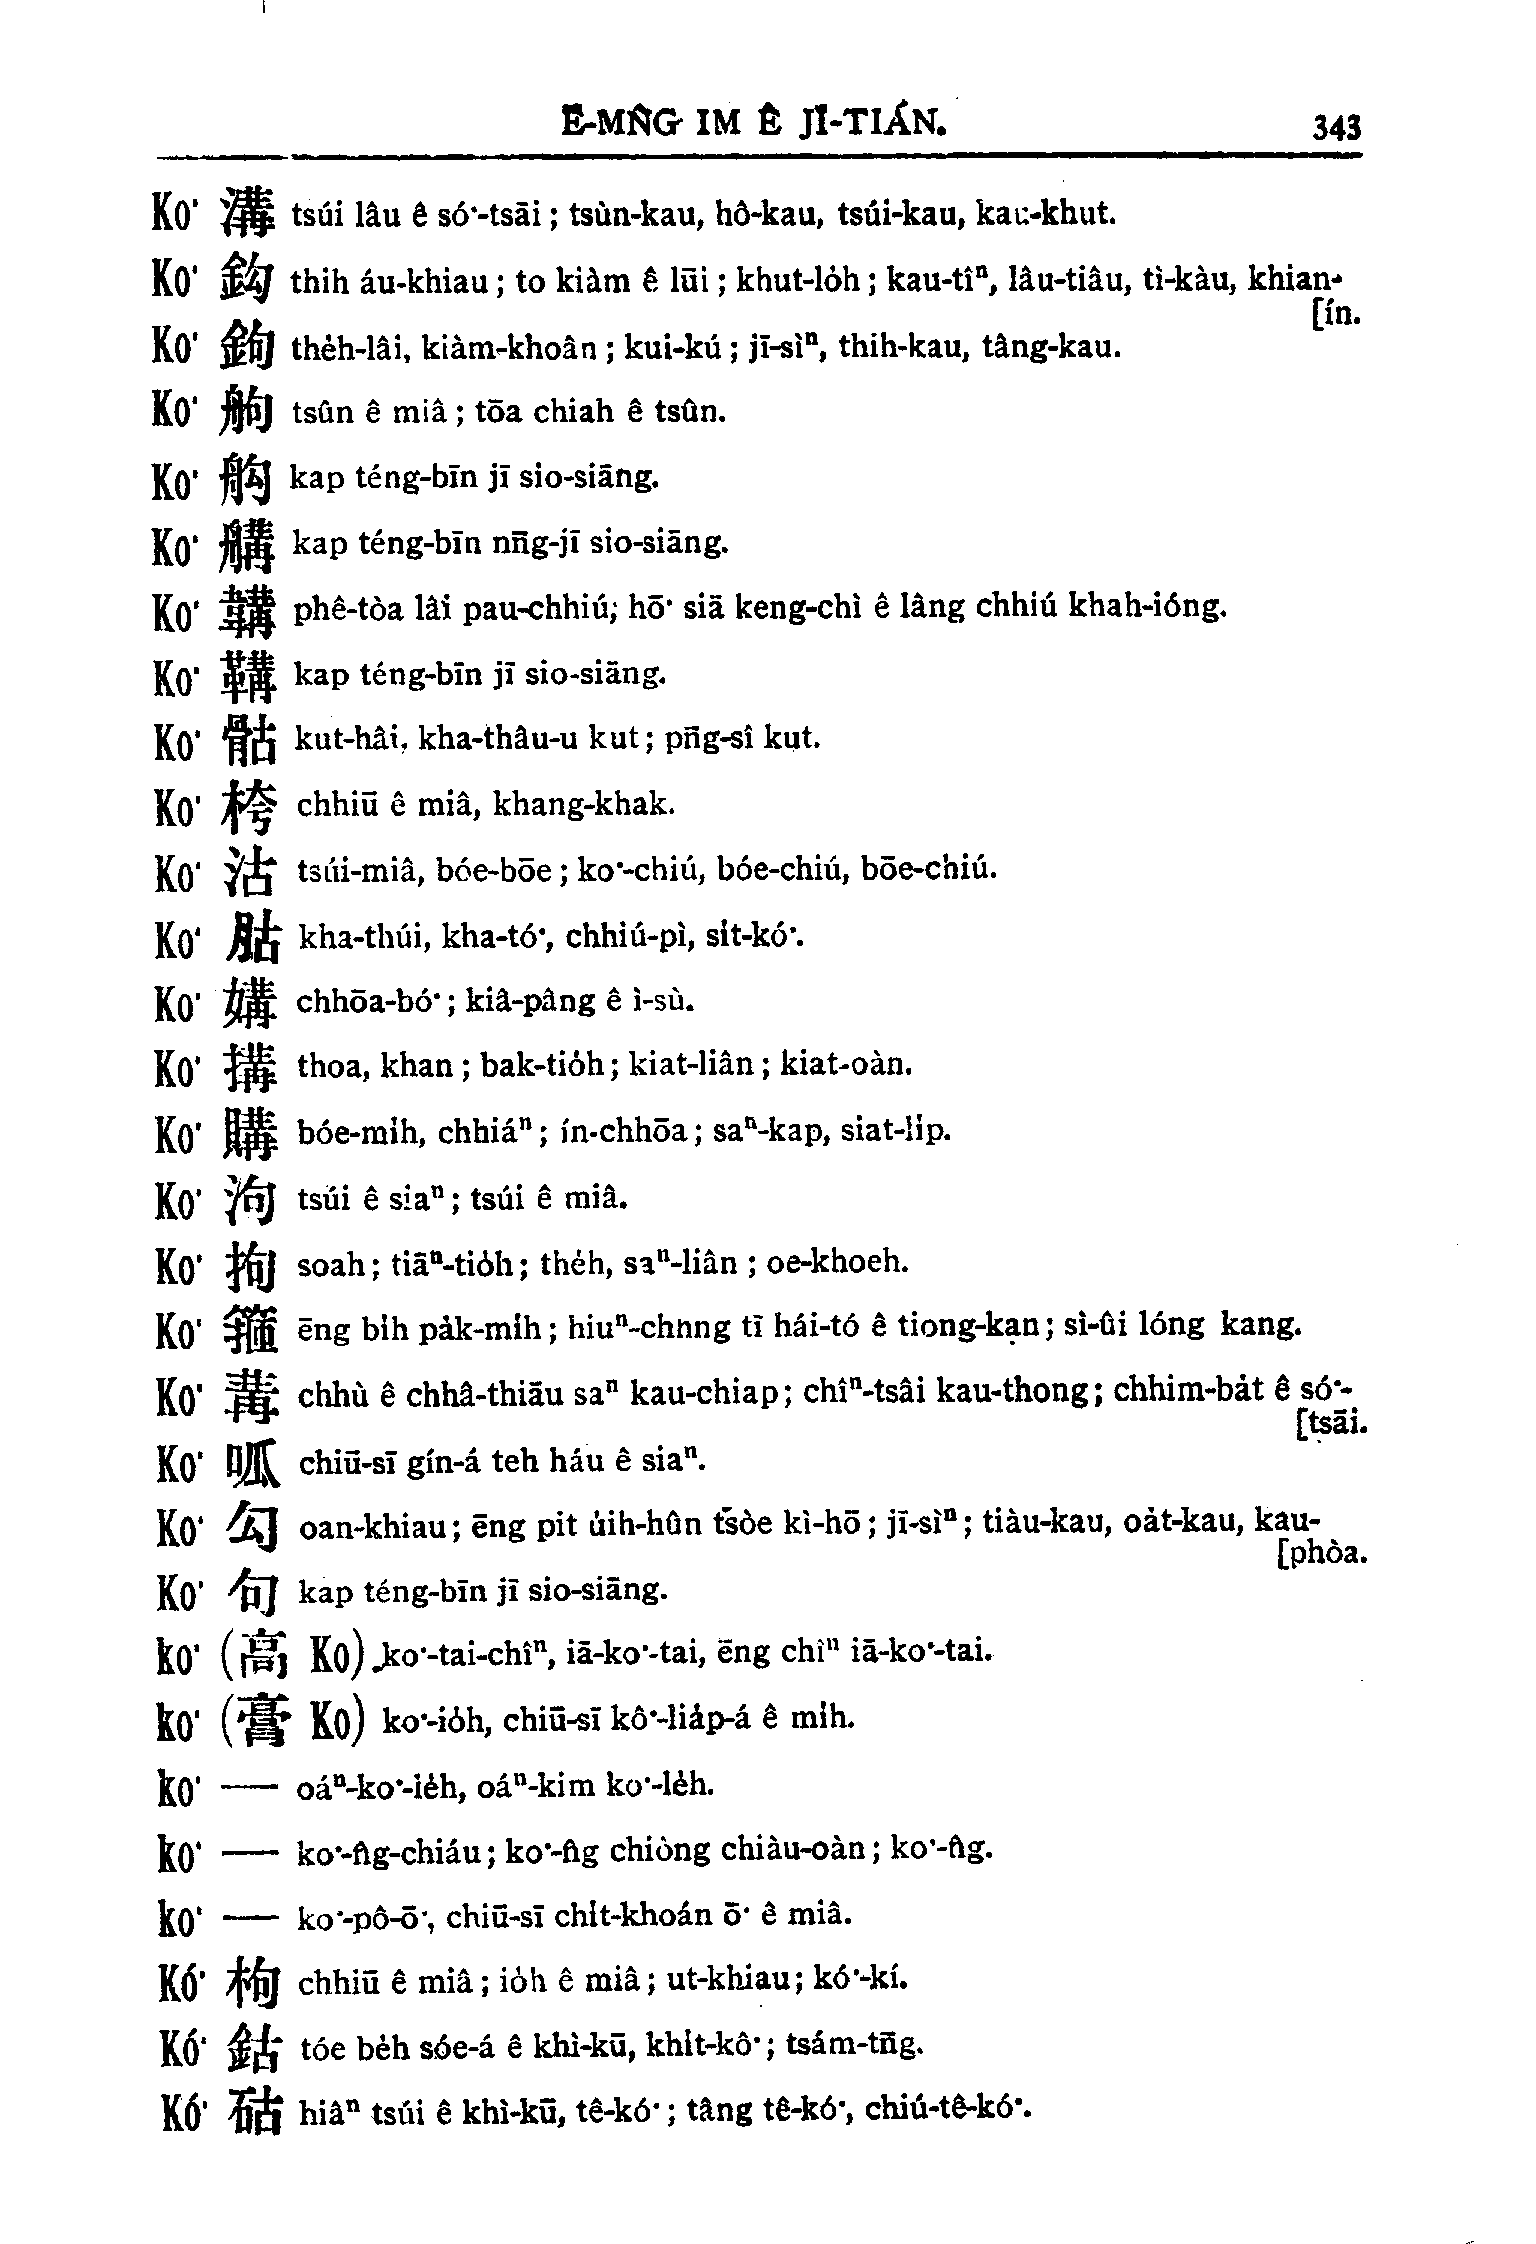 Ē-MN̂G IM Ê JĪ-TIÁN. 343
Ko͘ 溝 tsúi lâu ê só͘-tsāi; tsùn-kau, hô-kau, tsúi-kau, kau-khut.
Ko͘ 鈎 thih áu-khiau; to kiàm ê lūi; khut-lo̍h; kau-tîⁿ, lâu-tiâu, tì-kàu, khian-
[ín.
Ko͘ 鉤 the̍h-lâi, kiàm-khoân; kui-kú; jī-sìⁿ, thih-kau, tâng-kau.
Ko͘ 䑦 tsûn ê miâ; tōa chiah ê tsûn.
Ko͘ kap téng-bīn jī sio-siāng.
Ko͘ kap téng-bīn nn̄g-jī sio-siāng.
Ko͘ 韝 phê-tòa lâi pau-chhiú; hō͘ siā keng-chì ê lâng chhiú khah-ióng.
Ko͘ 鞲 kap téng-bīn jī sio-siāng.
Ko͘ 骷 kut-hâi, kha-thâu-u kut; pn̄g-sî kut.
Ko͘ 桍 chhiū ê miâ, khang-khak.
Ko͘ 沽 tsúi-miâ, bóe-bōe; ko͘-chiú, bóe-chiú, bōe-chiú.
Ko͘ 𦙶 kha-thúi, kha-tó͘, chhiú-pì, si̍t-kó͘.
Ko͘ 媾 chhōa-bó͘; kiâ-pâng ê ì-sù.
Ko͘ 搆 thoa, khan; bak-tio̍h; kiat-liân; kiat-oàn.
Ko͘ 購 bóe-mi̍h, chhiáⁿ; ín-chhōa; saⁿ-kap, siat-li̍p.
Ko͘ 泃 tsúi ê siaⁿ; tsúi ê miâ.
Ko͘ 拘 soah; tiāⁿ-tio̍h; the̍h, saⁿ-liân; oe-khoeh.
Ko͘ 箍 ēng bi̍h pa̍k-mi̍h; hiuⁿ-chnng tī hái-tó ê tiong-kan; sì-ûi lóng kang.
Ko͘ 冓 chhù ê chhâ-thiāu saⁿ kau-chiap; chîⁿ-tsâi kau-thong; chhim-ba̍t ê só͘-
[tsāi.
Ko͘ 呱 chiū-sī gín-á teh háu ê siaⁿ.
Ko͘ 勾 oan-khiau; ēng pit u̍ih-hûn tsòe kì-hō; jī-sìⁿ; tiàu-kau, oa̍t-kau, kau-
[phòa.
Ko͘ 句 kap téng-bīn jī sio-siāng.
ko͘ (高 Ko) ko͘-tai-chîⁿ, iā-ko͘-tai, ēng chîⁿ iā-ko͘-tai.
ko͘ (膏 Ko) ko͘-io̍h, chiū-sī kô͘-lia̍p-á ê mi̍h.
ko͘ — oáⁿ-ko͘-ie̍h, oáⁿ-kim ko͘-le̍h.
ko͘ — ko͘-n̂g-chiáu; ko͘-n̂g chiòng chiàu-oàn; ko͘-n̂g.
ko͘ — ko͘-pô-ō͘, chiū-sī chi̍t-khoán ō͘ ê miâ.
Kó͘ 枸 chhiū ê miâ; io̍h ê miâ; ut-khiau; kó͘-kí.
Kó͘ 鈷 tóe be̍h sóe-á ê khì-kū, khi̍t-kô͘; tsám-tn̄g.
Kó͘ 䂫 hiâⁿ tsúi ê khì-kū, tê-kó͘; tâng tê-kó͘, chiú-tê-kó͘.